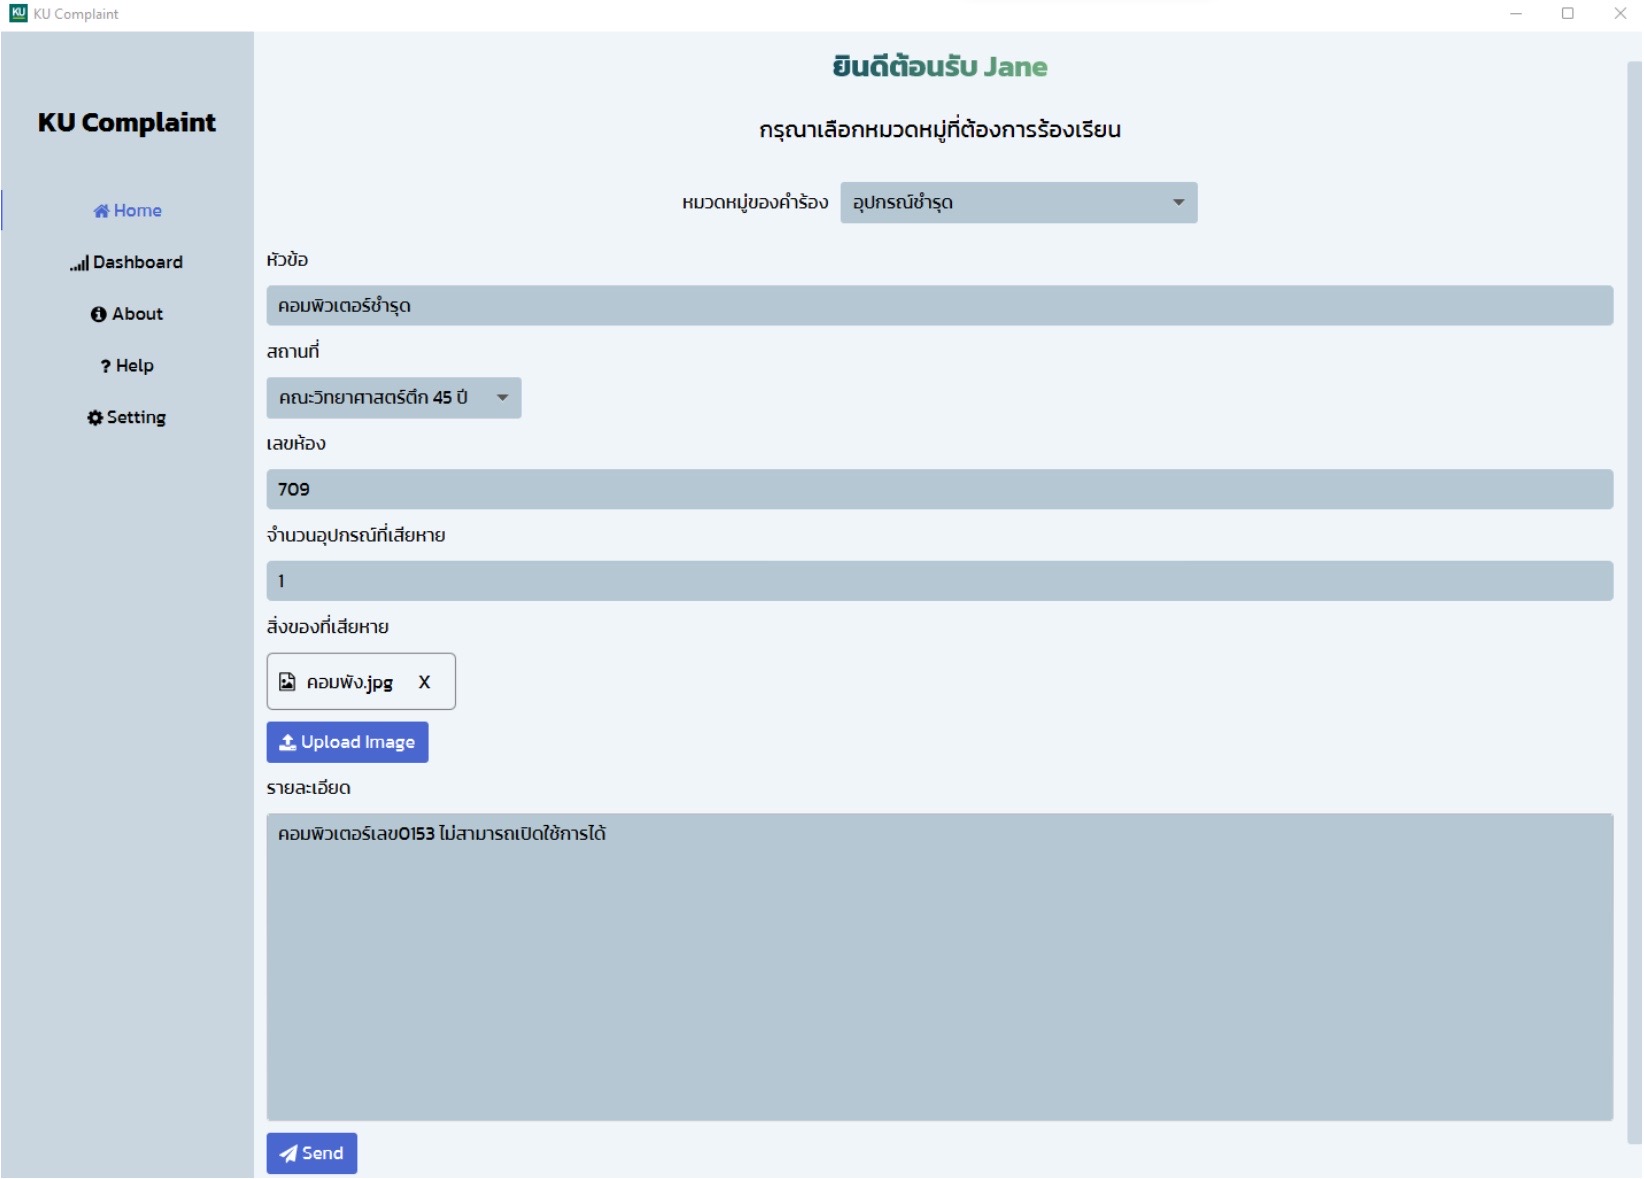 KU KU Complaint
KU Complaint
Home
Dashboard
About
Help
Setting
ยินดีต้อนรับ Jane
กรุณาเลือกหมวดหมู่ที่ต้องการร้องเรียน
หมวดหมู่ของคำร้อง อุปกรณ์ชำรุด
หัวข้อ
คอมพิวเตอร์ชำรุด
สถานที่
คณะวิทยาศาสตร์ตึก 45 ปี
เลขห้อง
709
จำนวนอุปกรณ์ที่เสียหาย
1
สิ่งของที่เสียหาย
คอมพัง.jpg X
Upload Image
รายละเอียด
คอมพิวเตอร์เลข0153 ไม่สามารถเปิดใช้การได้
Send